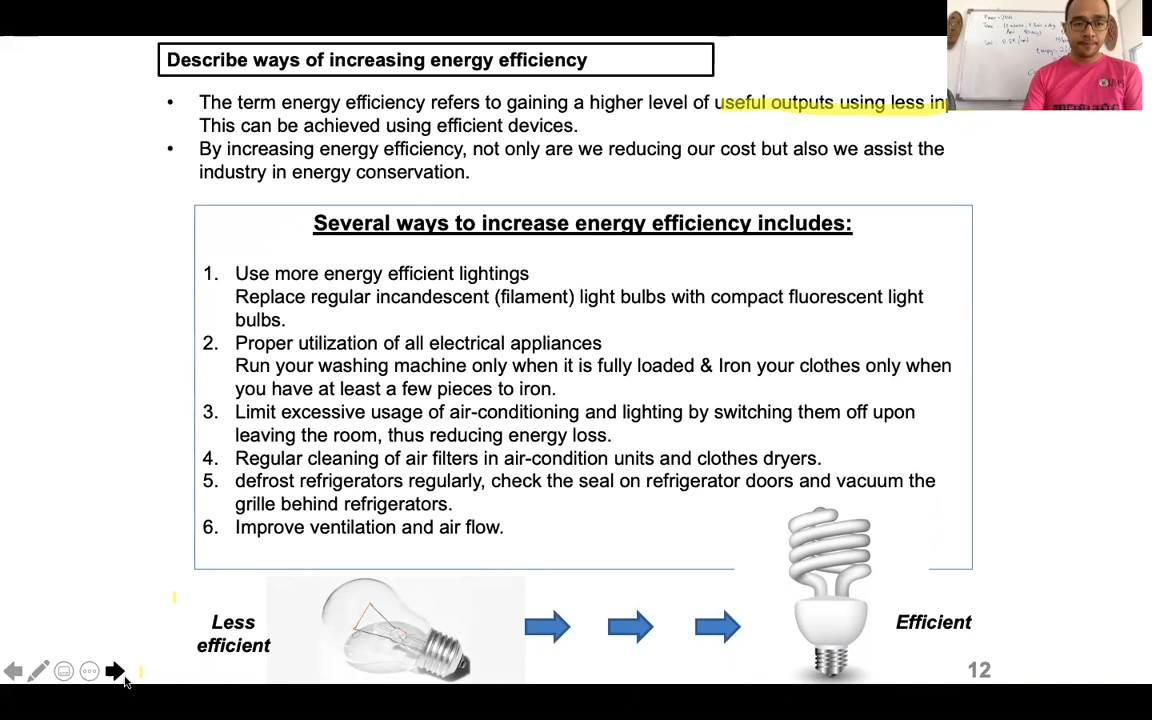 Describe ways of increasing energy efficiency
• The term energy efficiency refers to gaining a higher level of useful outputs using less
This can be achieved using efficient devices.
• By increasing energy efficiency, not only are we reducing our cost but also we assist the
industry in energy conservation.
Several ways to increase energy efficiency includes:
1. Use more energy efficient lightings
Replace regular incandescent (filament) light bulbs with compact fluorescent light
bulbs.
2. Proper utilization of all electrical appliances
Run your washing machine only when it is fully loaded & Iron your clothes only when
you have at least a few pieces to iron.
3. Limit excessive usage of air-conditioning and lighting by switching them off upon
leaving the room, thus reducing energy loss.
4. Regular cleaning of air filters in air-condition units and clothes dryers.
5. defrost refrigerators regularly, check the seal on refrigerator doors and vacuum the
grille behind refrigerators.
6. Improve ventilation and air flow.
Less
efficient
Efficient
12